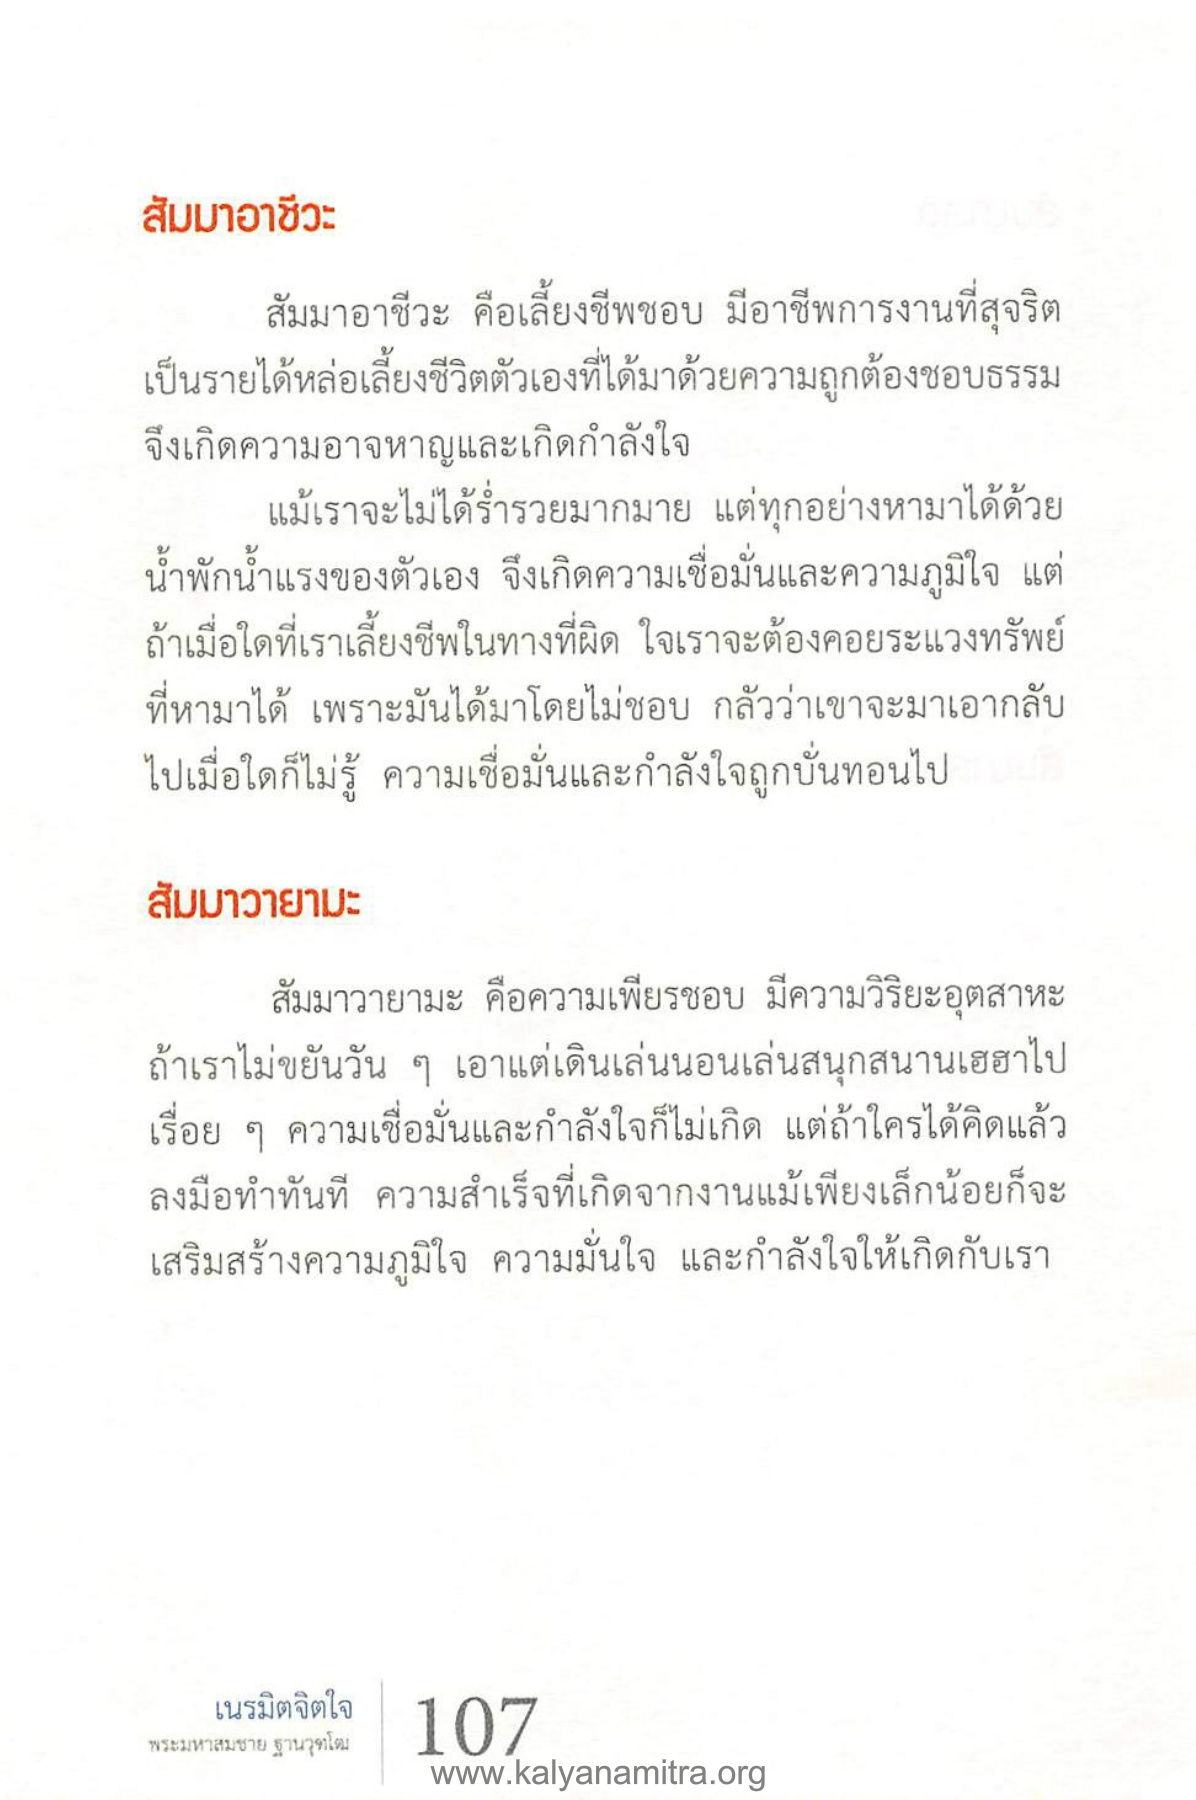 สัมมาอาชีวะ
สัมมาอาชีวะ คือเลี้ยงชีพชอบ มีอาชีพการงานที่สุจริต
เป็นรายได้หล่อเลี้ยงชีวิตตัวเองที่ได้มาด้วยความถูกต้องชอบธรรม
จึงเกิดความอาจหาญและเกิดกำลังใจ
แม้เราจะไม่ได้ร่ำรวยมากมาย แต่ทุกอย่างหามาได้ด้วย
น้ำพักน้ำแรงของตัวเอง จึงเกิดความเชื่อมั่นและความภูมิใจ แต่
ถ้าเมื่อใดที่เราเลี้ยงชีพในทางที่ผิด ใจเราจะต้องคอยระแวงทรัพย์
ที่หามาได้ เพราะมันได้มาโดยไม่ชอบ กลัวว่าเขาจะมาเอากลับ
ไปเมื่อใดก็ไม่รู้ ความเชื่อมั่นและกำลังใจถูกบั่นทอนไป
สัมมาวายามะ
สัมมาวายามะ คือความเพียรชอบ มีความวิริยะอุตสาหะ
ถ้าเราไม่ขยันวัน ๆ เอาแต่เดินเล่นนอนเล่นสนุกสนานเฮฮาไป
เรื่อย ๆ ความเชื่อมั่นและกำลังใจก็ไม่เกิด แต่ถ้าใครได้คิดแล้ว
ลงมือทำทันที ความสำเร็จที่เกิดจากงานแม้เพียงเล็กน้อยก็จะ
เสริมสร้างความภูมิใจ ความมั่นใจ และกำลังใจให้เกิดกับเรา
เนรมิตจิตใจ
พระมหาสมชาย ฐานวุฑโฒ
107
www.kalyanamitra.org